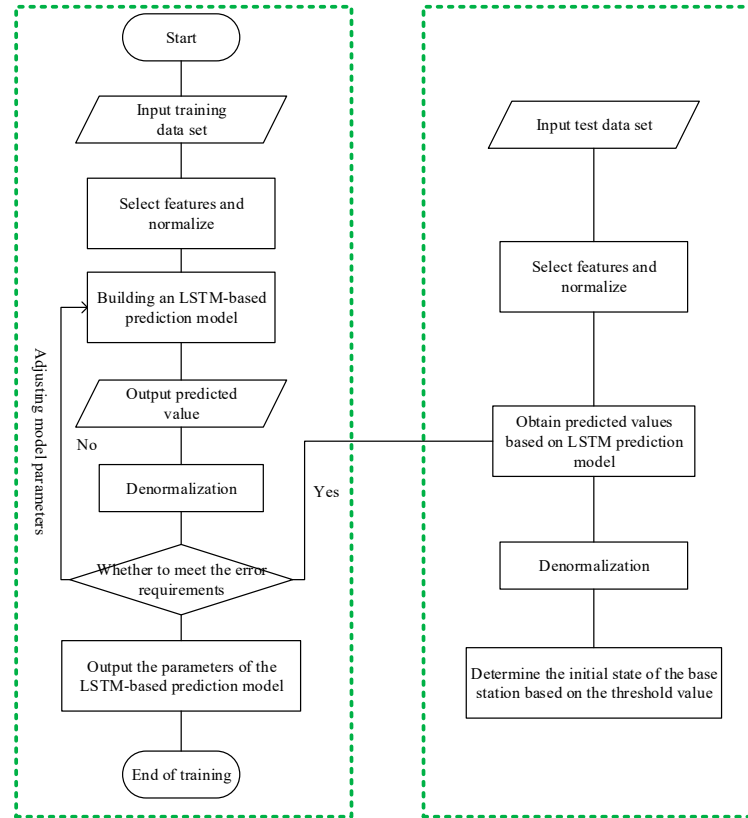 Start
Input training
data set
Select features and
normalize
Building an LSTM-based
prediction model
Adjusting model parameters
Output predicted
value
No
Denormalization
Yes
Whether to meet the error
requirements
Output the parameters of the
LSTM-based prediction model
End of training
Input test data set
Select features and
normalize
Obtain predicted values
based on LSTM prediction
model
Denormalization
Determine the initial state of the base
station based on the threshold value